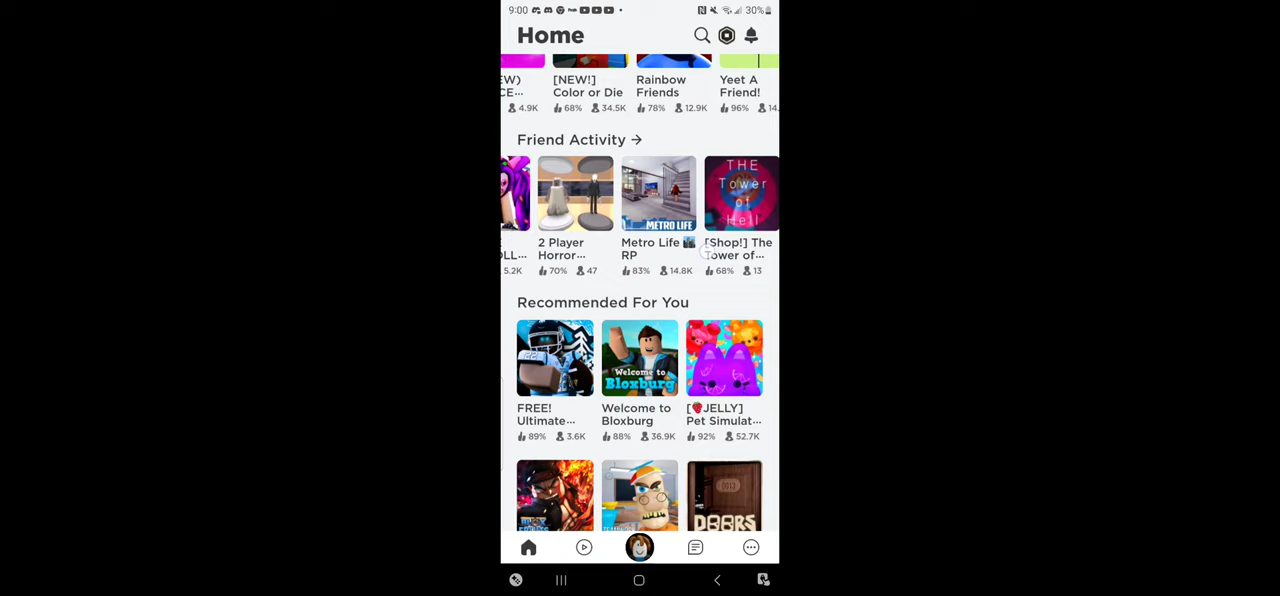 9:00
30%
Home
EW)
CE...
4.9K
[NEW!]
Color or Die
68% 34.5K
Rainbow
Friends
78% 12.9K
Yeet A
Friend!
96% 14.
Friend Activity →
OLL...
5.2K
2 Player
Horror...
70% 47
METRO LIFE
Metro Life
RP
83% 14.8K
THE
Tower
of
Hell
[Shop!] The
Tower of...
68% 13
Recommended For You
22
FREE!
Ultimate...
89% 3.6K
Welcome to
Bloxburg
Welcome to
Bloxburg
88% 36.9K
[🍓JELLY]
Pet Simulat...
92% 52.7K
DOORS